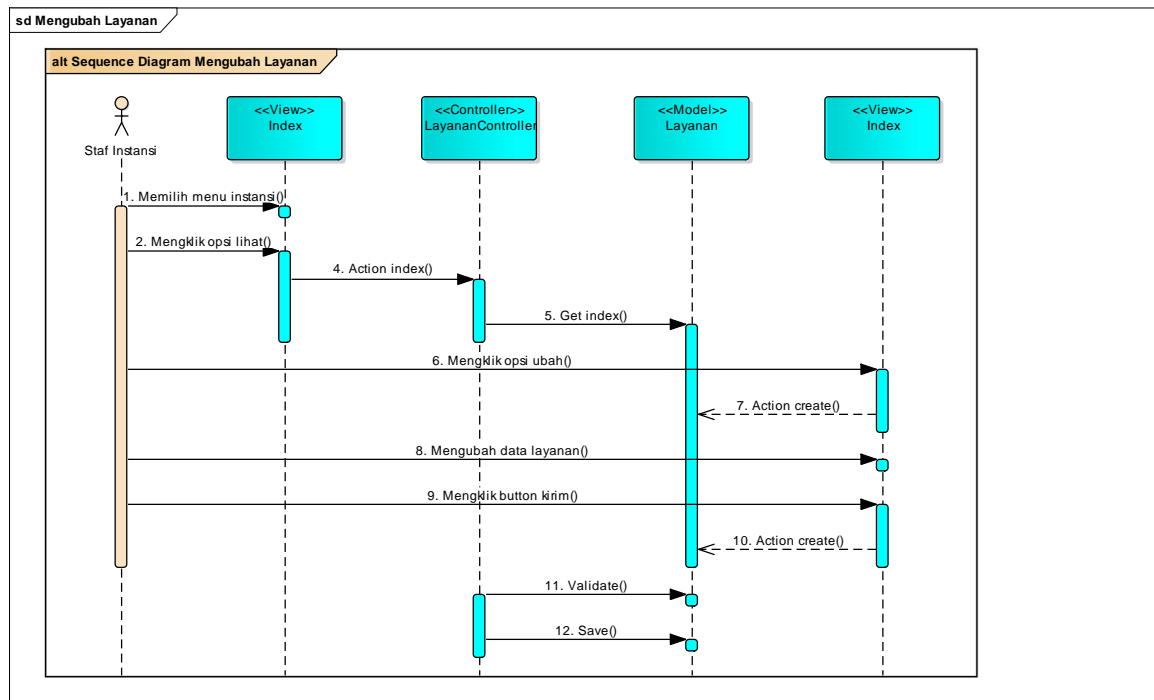 sd Mengubah Layanan
alt Sequence Diagram Mengubah Layanan
Staf Instansi
<<View>>
Index
<<Controller>>
LayananController
<<Model>>
Layanan
<<View>>
Index
1. Memilih menu instansi()
2. Mengklik opsi lihat()
4. Action index()
5. Get index()
6. Mengklik opsi ubah()
7. Action create()
8. Mengubah data layanan()
9. Mengklik button kirim()
10. Action create()
11. Validate()
12. Save()